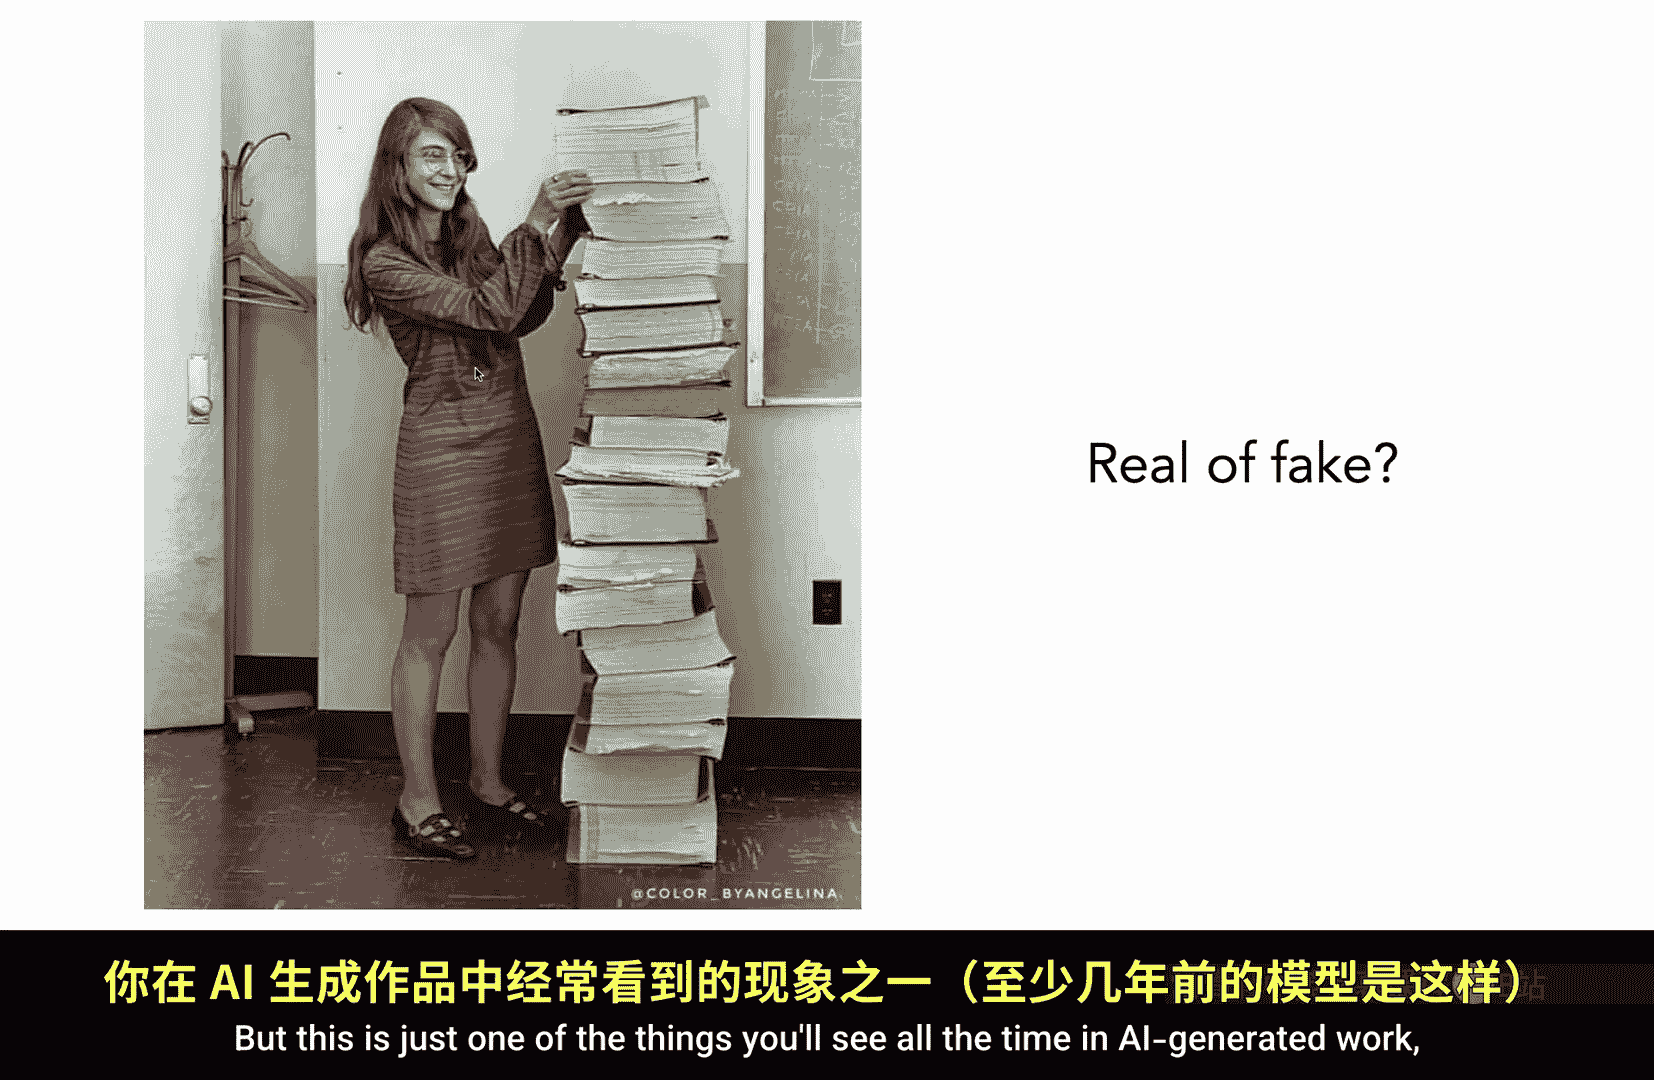 Real of fake?
@COLOR_BYANGELINA
你在 AI 生成作品中经常看到的现象之一（至少几年前的模型是这样）
But this is just one of the things you'll see all the time in AI-generated work,